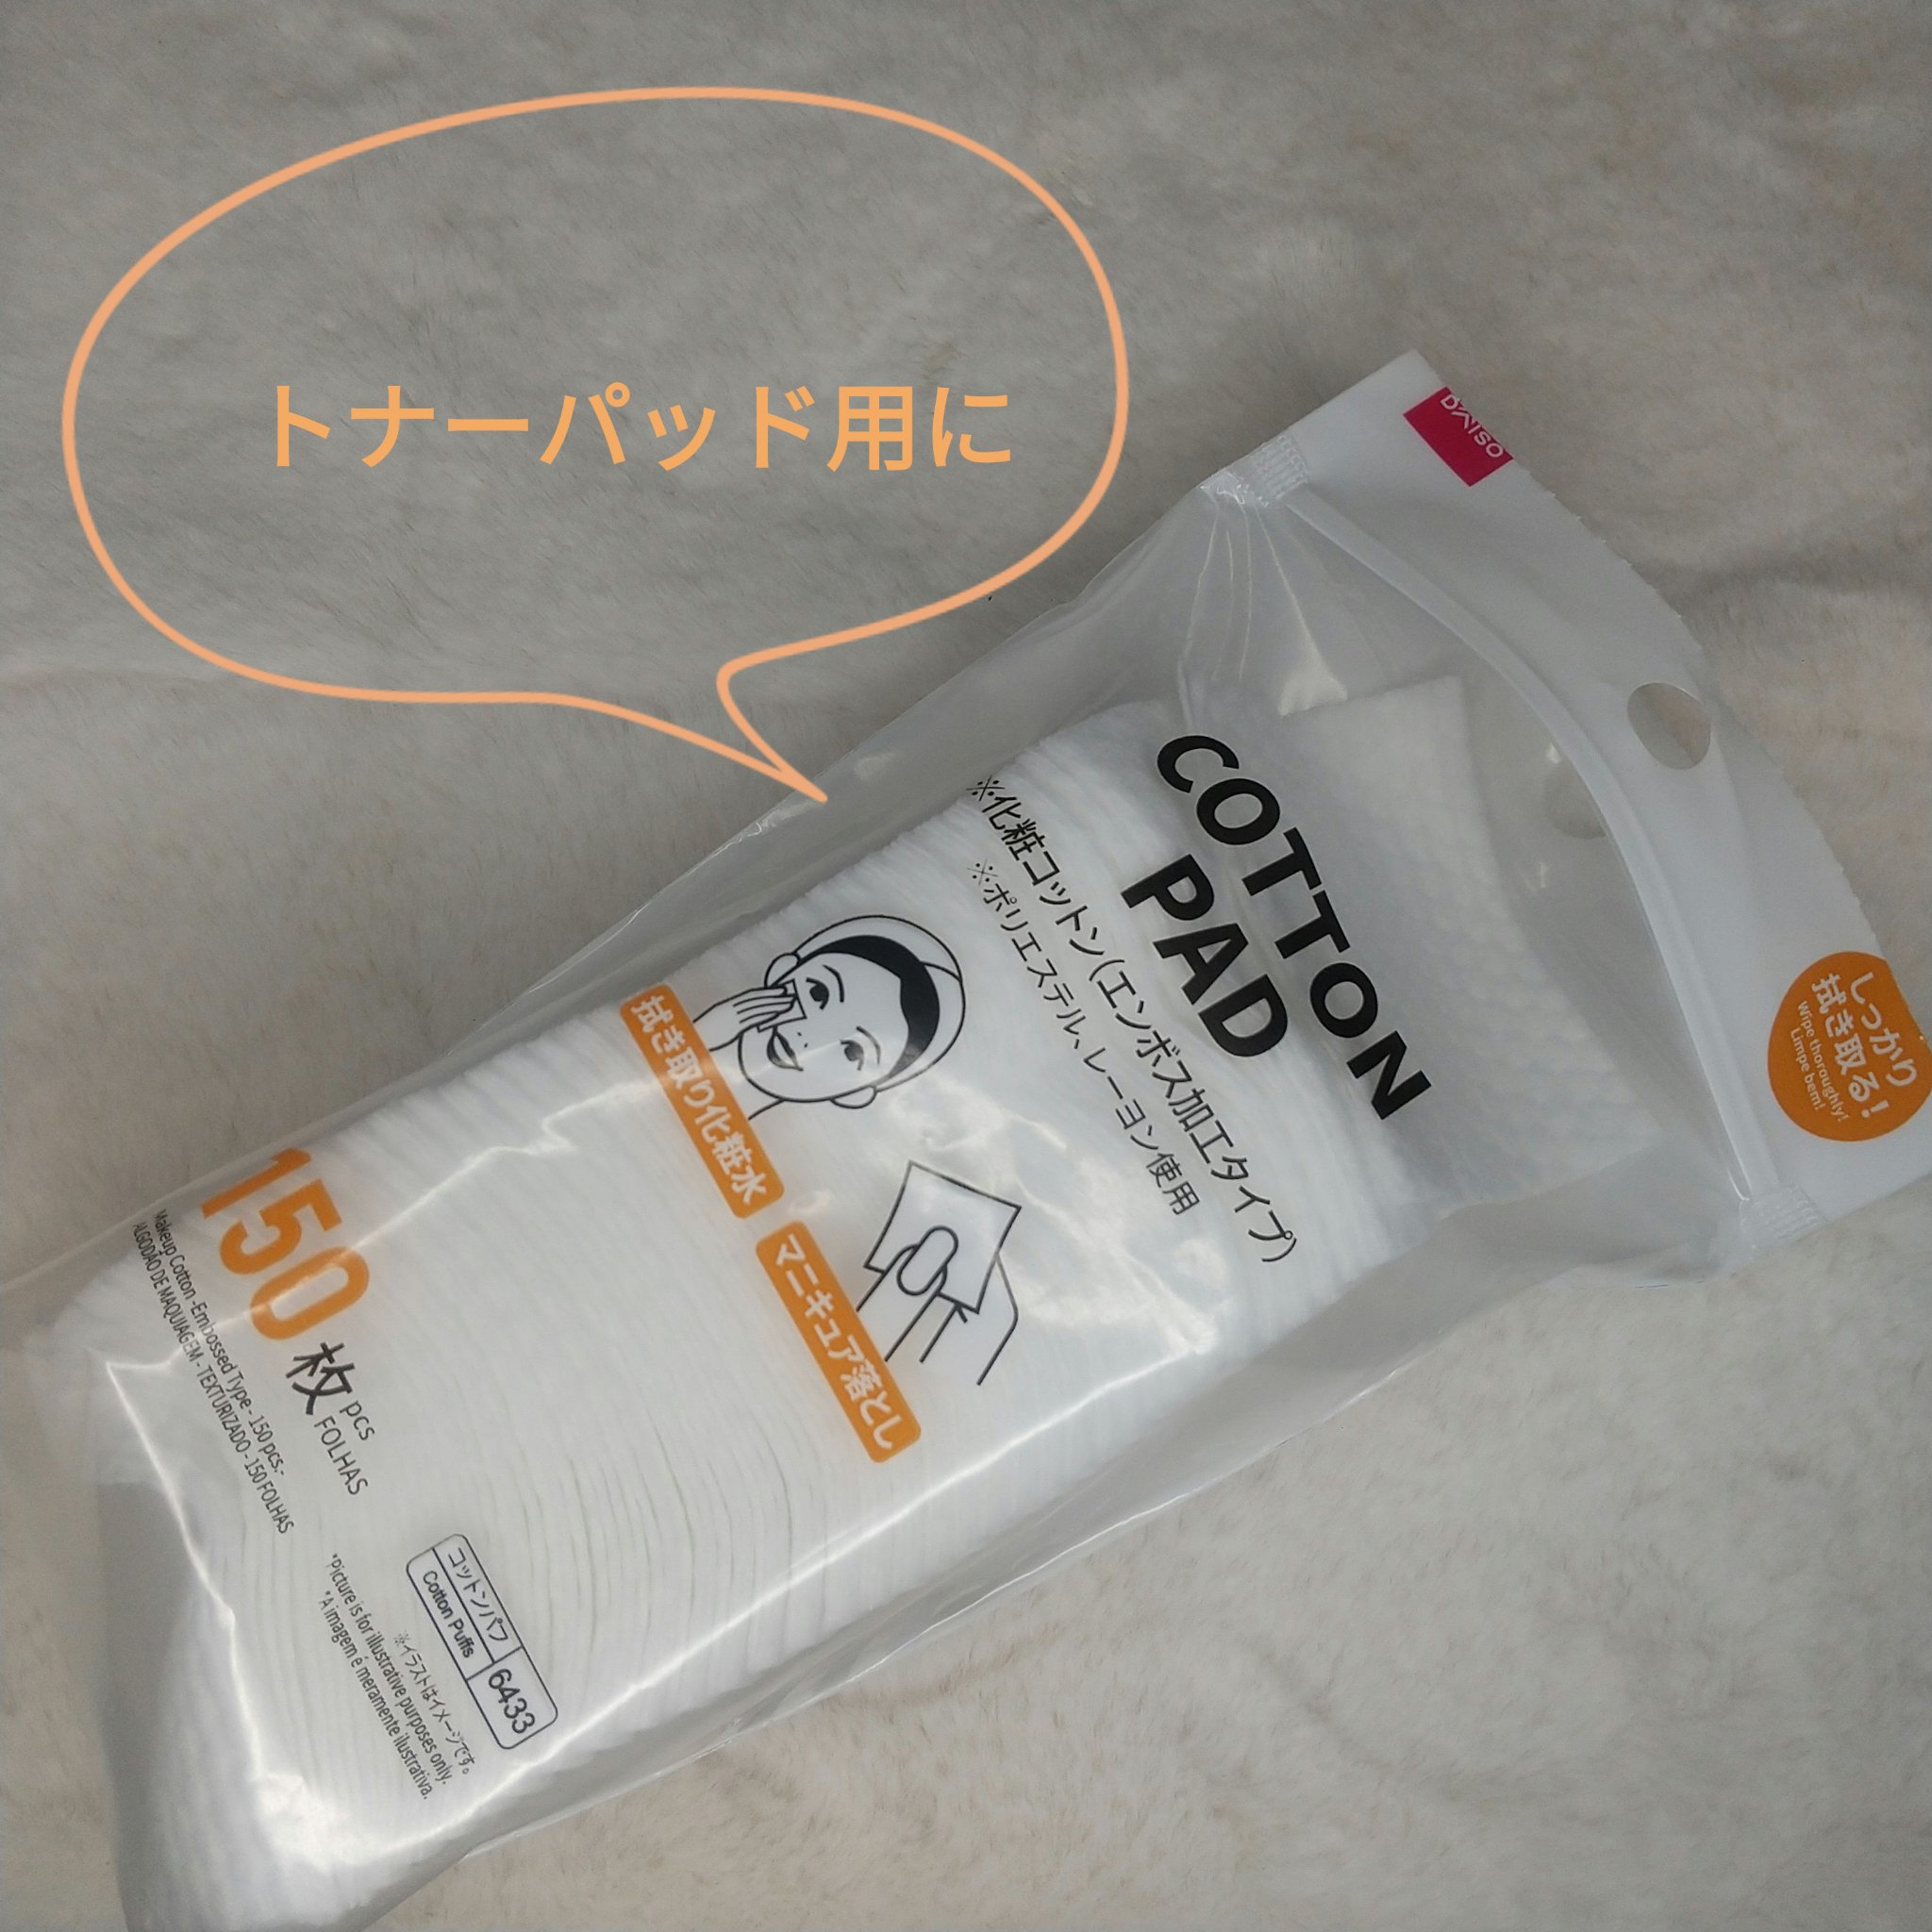 トナーパッド用に
DAISO
しっかり
拭き取る!
Wipe thoroughly!
Limpe bem!
COTTON
PAD
※化粧コットン(エンボス加工タイプ)
※ポリエステル、レーヨン使用
拭き取り化粧水
マニキュア落とし
150枚 pcs
FOLHAS
Makeup Cotton -Embossed Type - 150 pcs.-
ALGODÃO DE MAQUIAGEM - TEXTURIZADO - 150 FOLHAS
コットンパフ
Cotton Puffs
6433
※イラストはイメージです。
*Picture is for illustrative purposes only.
*A imagem é meramente ilustrativa.